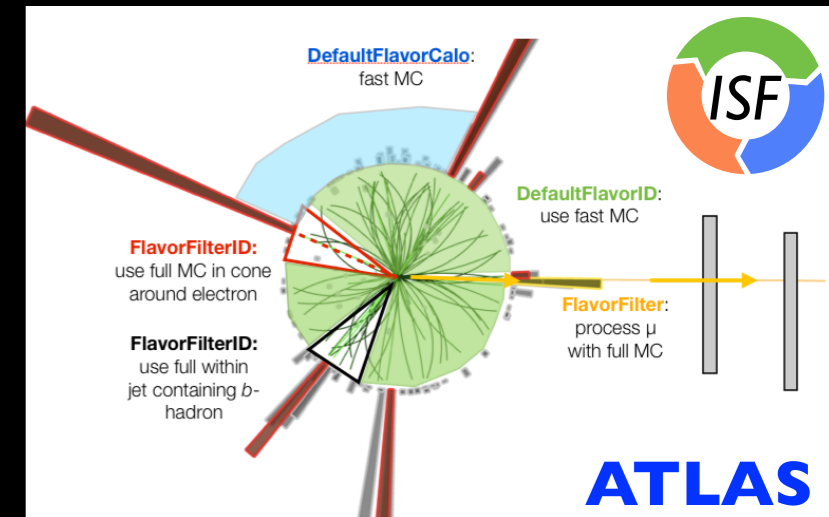 DefaultFlavorCalo:
fast MC
ISF
DefaultFlavorID:
use fast MC
FlavorFilterID:
use full MC in cone
around electron
FlavorFilter:
process μ
with full MC
FlavorFilterID:
use full within
jet containing b-
hadron
ATLAS